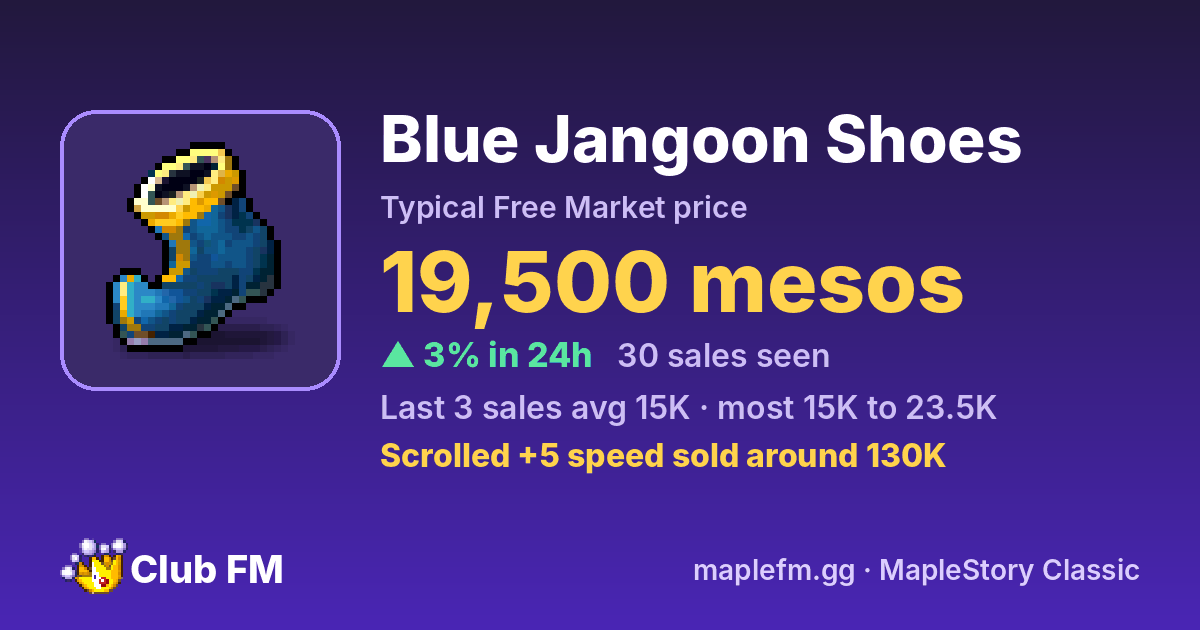 Blue Jangoon Shoes
Typical Free Market price
19,500 mesos
▲ 3% in 24h 30 sales seen
Last 3 sales avg 15K · most 15K to 23.5K
Scrolled +5 speed sold around 130K
Club FM
maplefm.gg · MapleStory Classic